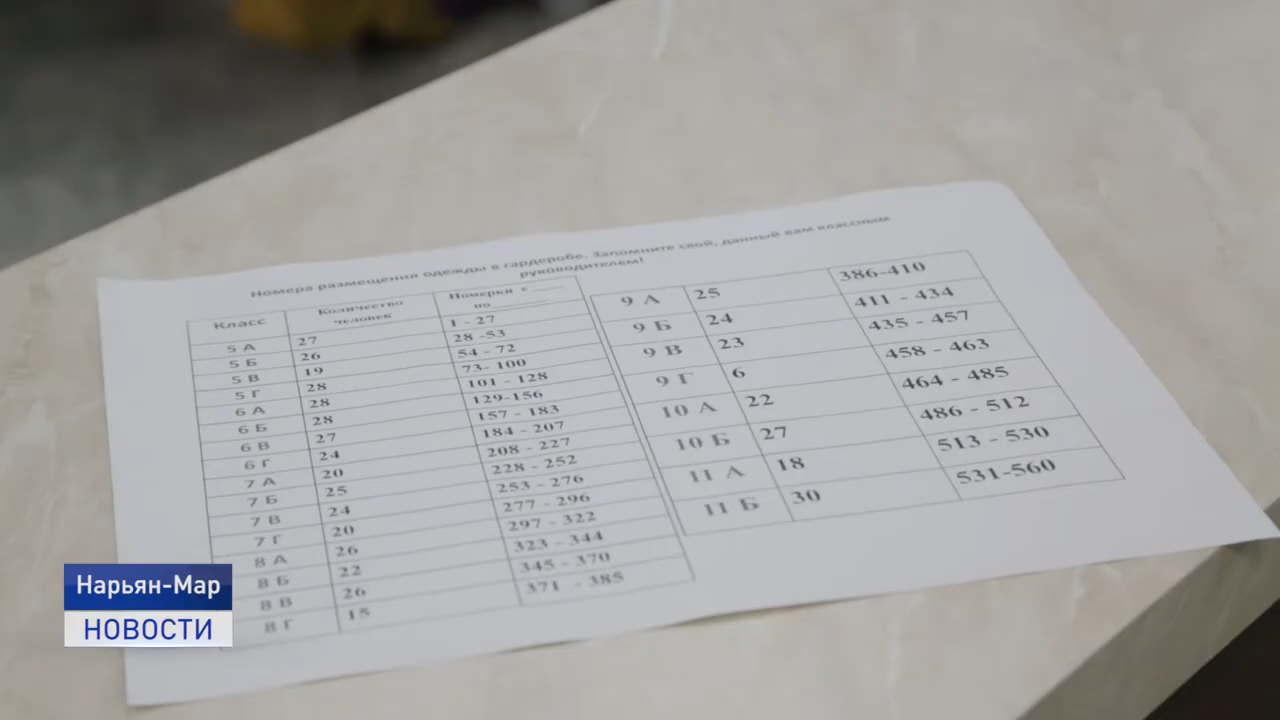 Номера размещения одежды в гардеробе. Запомните свой, данный вам классным
руководителем!
Класс Количество человек Номерки с ____ по ____
5 А 27 1 - 27
5 Б 26 28 -53
5 В 19 54 - 72
5 Г 28 73- 100
6 А 28 101 - 128
6 Б 28 129-156
6 В 27 157 - 183
6 Г 24 184 - 207
7 А 20 208 - 227
7 Б 25 228 - 252
7 В 24 253 - 276
7 Г 20 277 - 296
8 А 26 297 - 322
8 Б 22 323 - 344
8 В 26 345 - 370
8 Г 15 371 - 385
9 А 25 386-410
9 Б 24 411 - 434
9 В 23 435 - 457
9 Г 6 458 - 463
10 А 22 464 - 485
10 Б 27 486 - 512
11 А 18 513 - 530
11 Б 30 531-560
Нарьян-Мар
НОВОСТИ